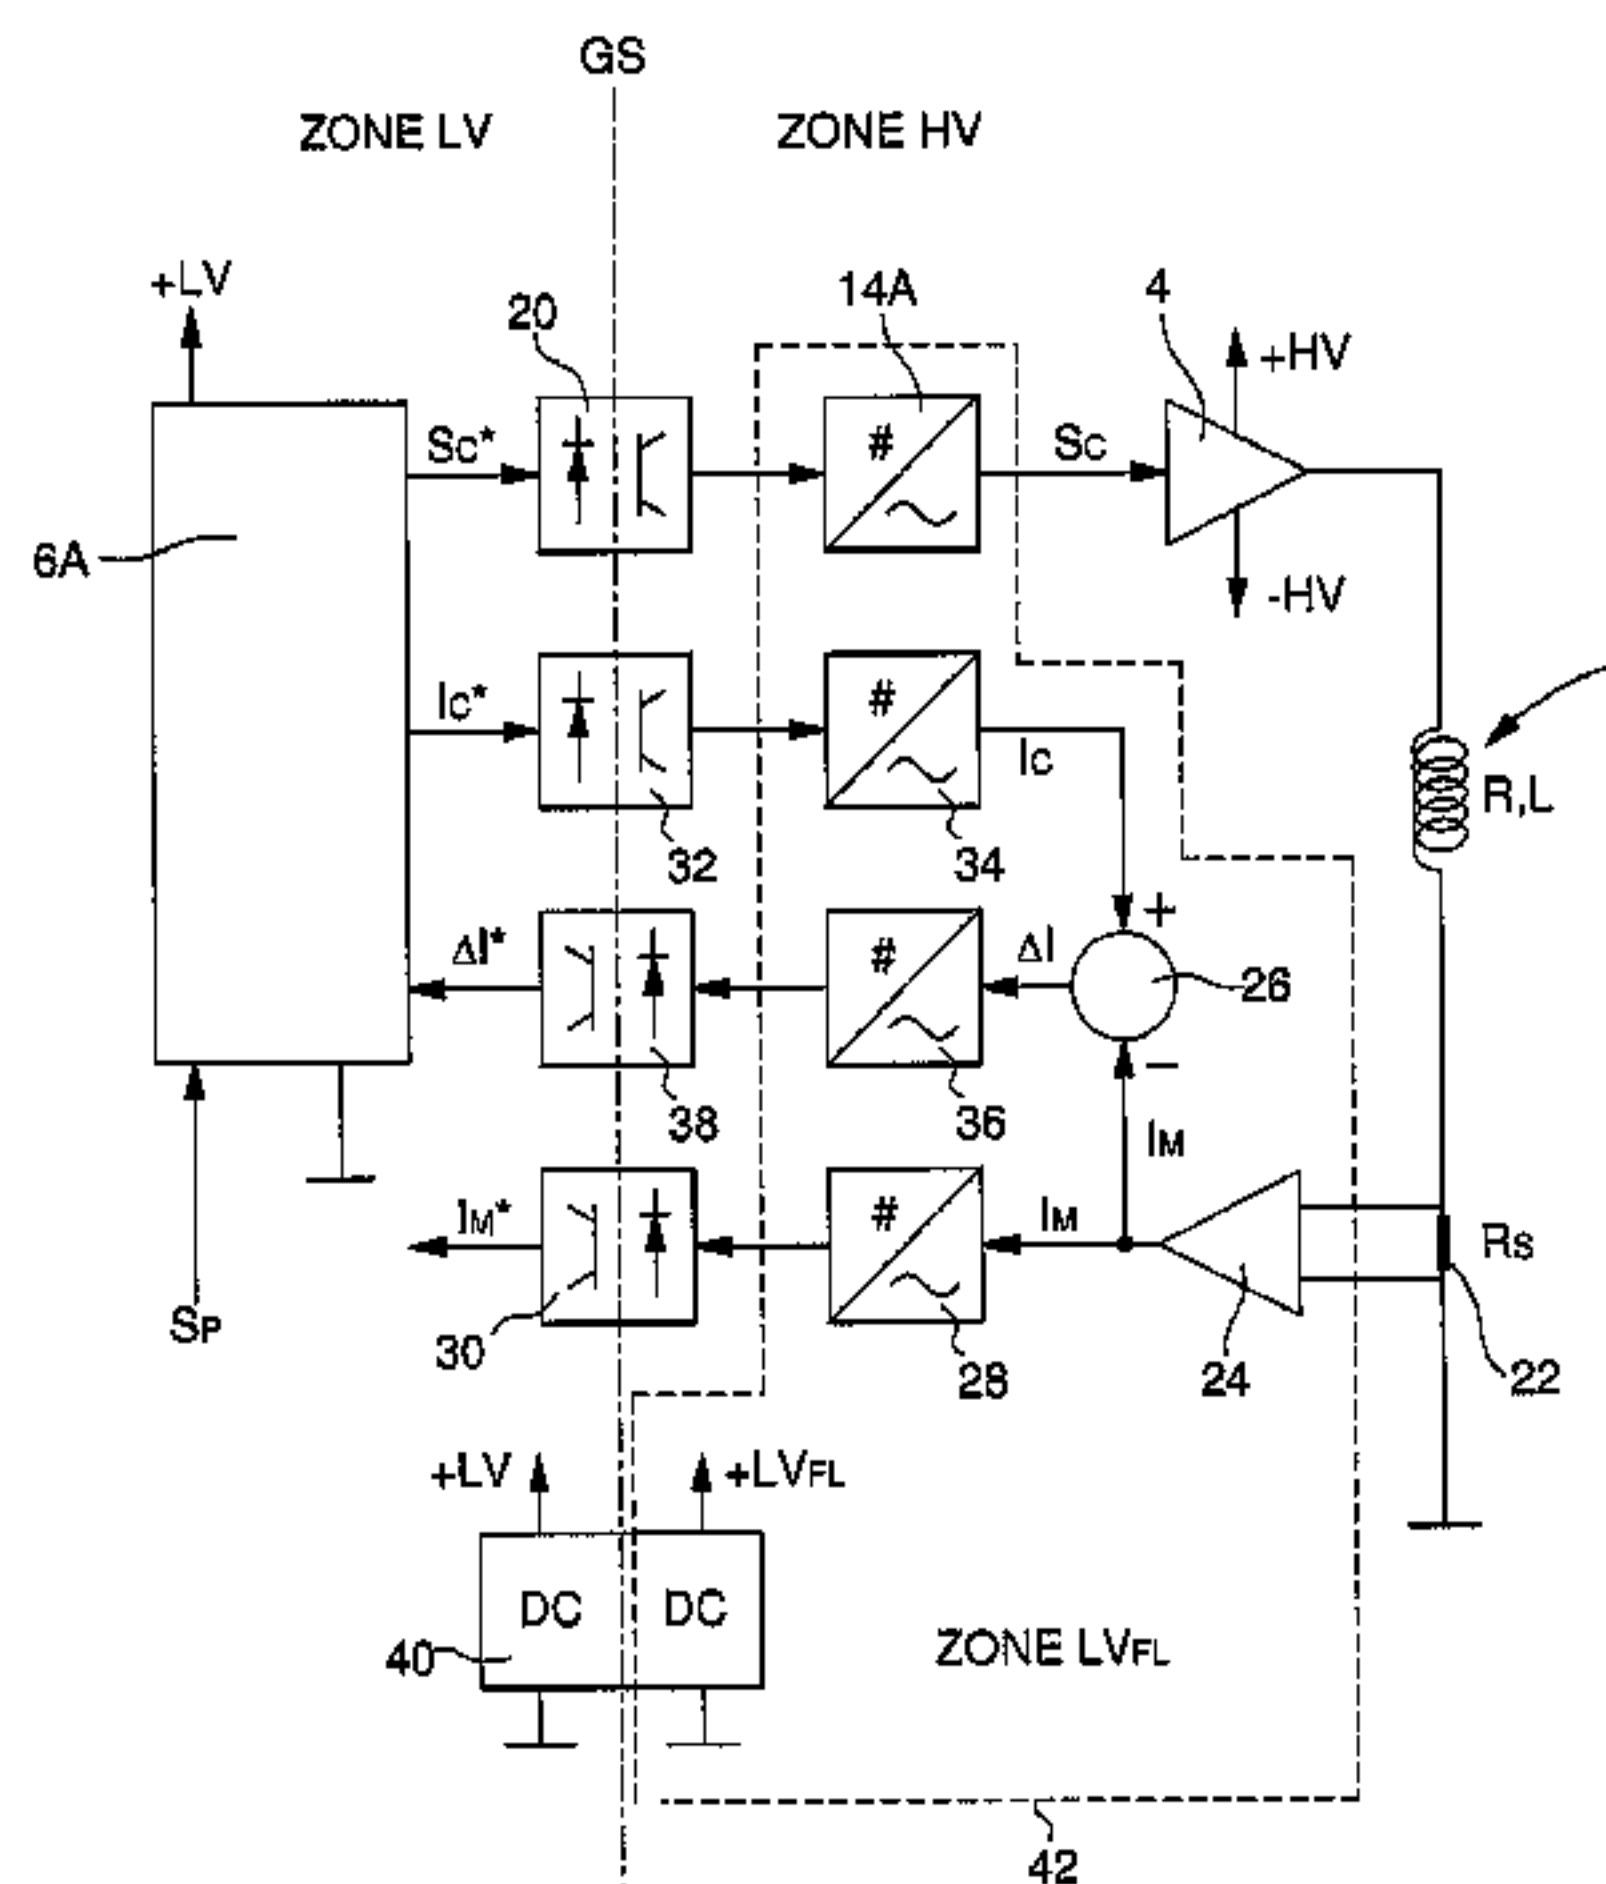 GS
ZONE LV
ZONE HV
+LV
20
14A
4
+HV
Sc*
#
Sc
6A
-HV
Ic*
#
Ic
R,L
32
34
+
ΔI*
#
ΔI
26
38
36
−
IM
IM*
#
IM
Rs
SP
30
28
24
22
+LV
+LVFL
DC
DC
40
ZONE LVFL
42